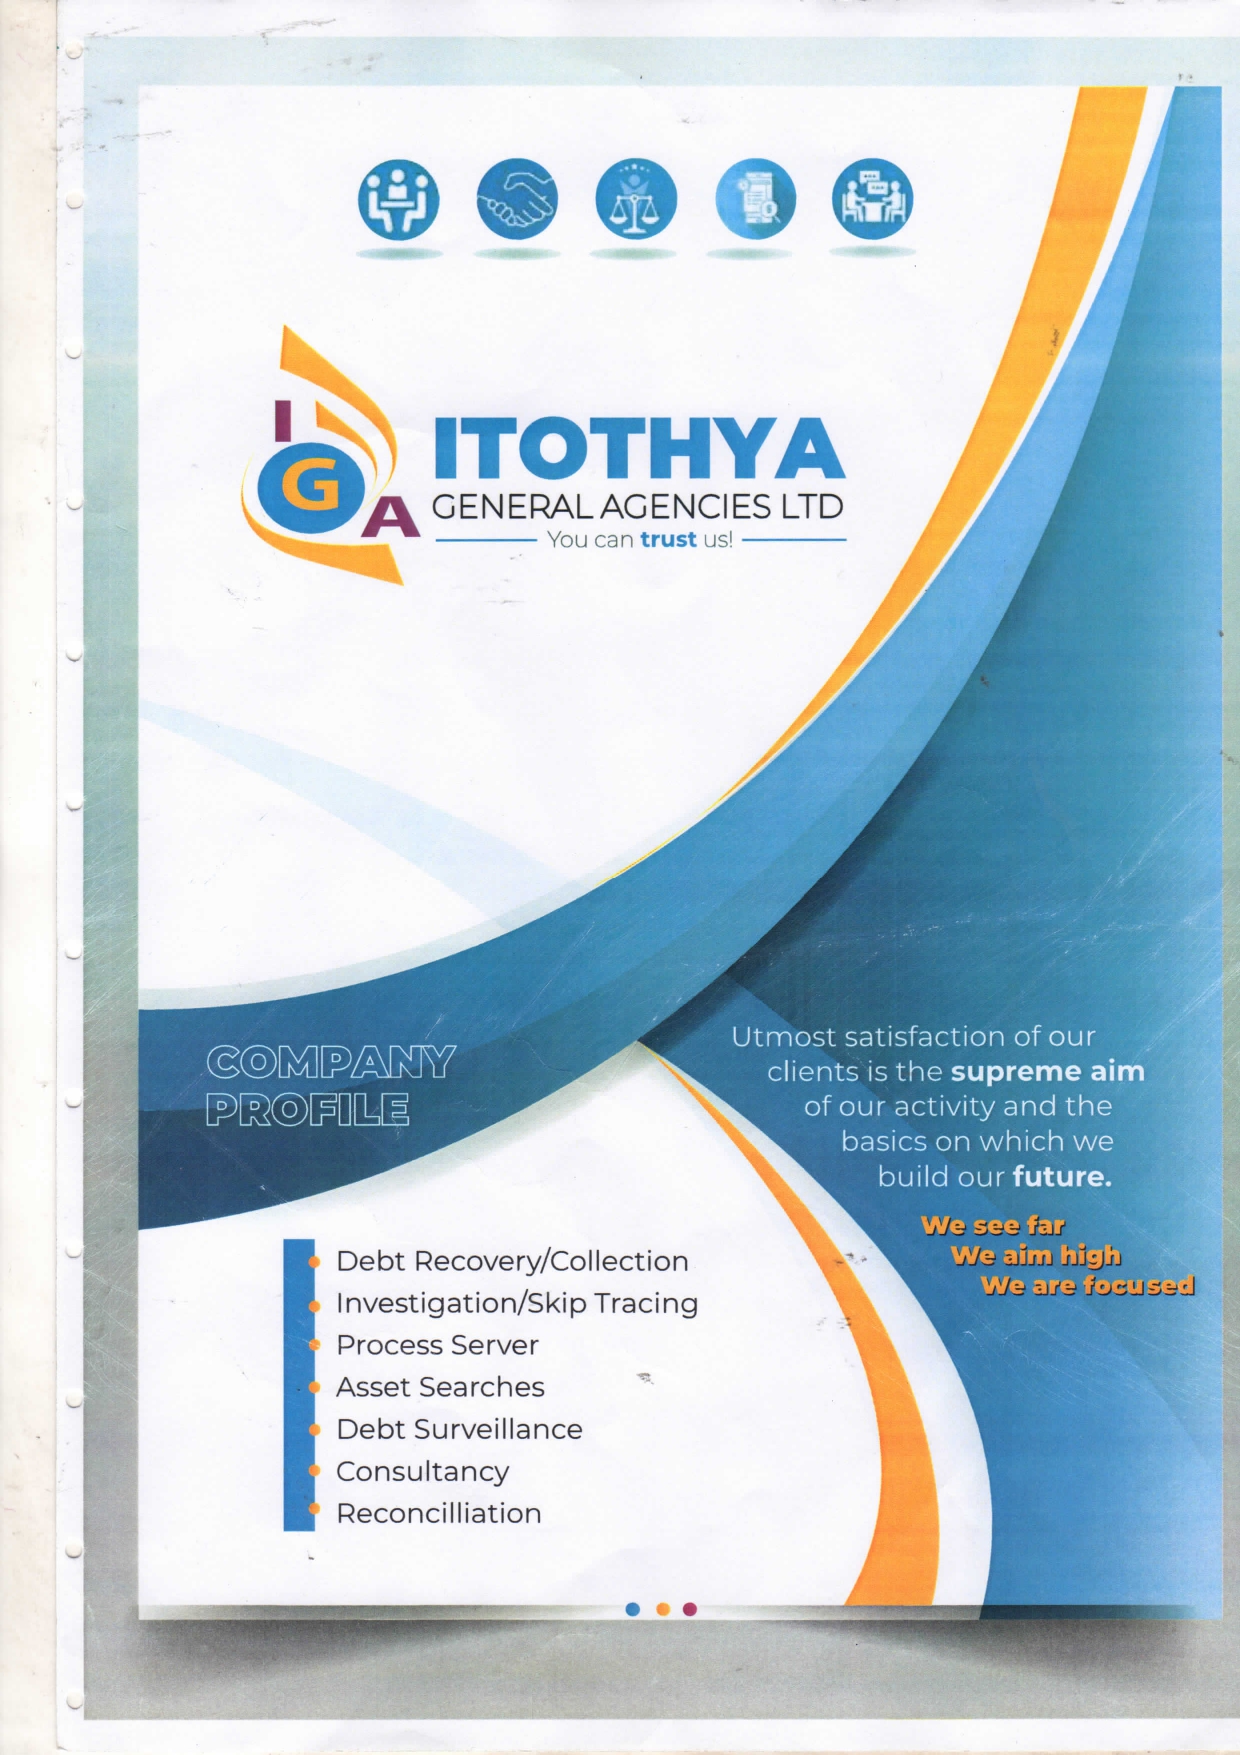 I
G
A
ITOTHYA
GENERAL AGENCIES LTD
You can trust us!
COMPANY
PROFILE
Utmost satisfaction of our
clients is the supreme aim
of our activity and the
basics on which we
build our future.
We see far
We aim high
We are focused
Debt Recovery/Collection
Investigation/Skip Tracing
Process Server
Asset Searches
Debt Surveillance
Consultancy
Reconcilliation